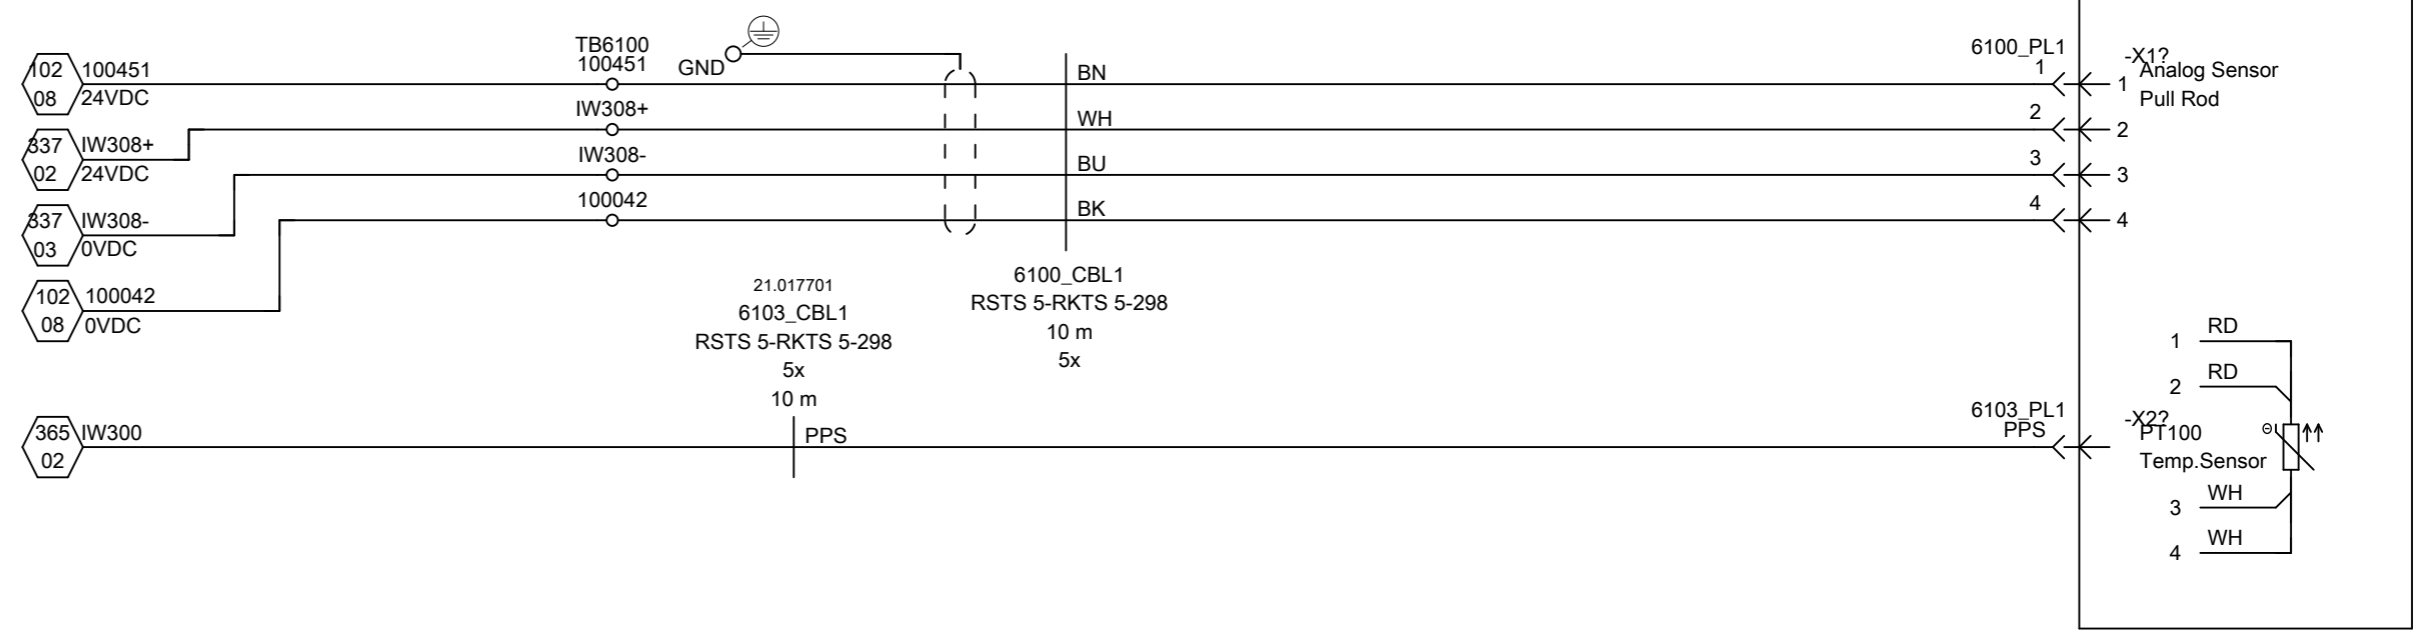 102
08
100451
24VDC
TB6100
100451
GND
BN
6100_PL1
1
-X1?
1
Analog Sensor
Pull Rod
337
02
IW308+
24VDC
IW308+
WH
2
2
337
03
IW308-
0VDC
IW308-
BU
3
3
102
08
100042
0VDC
100042
BK
4
4
6100_CBL1
RSTS 5-RKTS 5-298
10 m
5x
21.017701
6103_CBL1
RSTS 5-RKTS 5-298
5x
10 m
365
02
IW300
PPS
6103_PL1
PPS
-X2?
PT100
Temp.Sensor
1
RD
2
RD
Θ
3
WH
4
WH